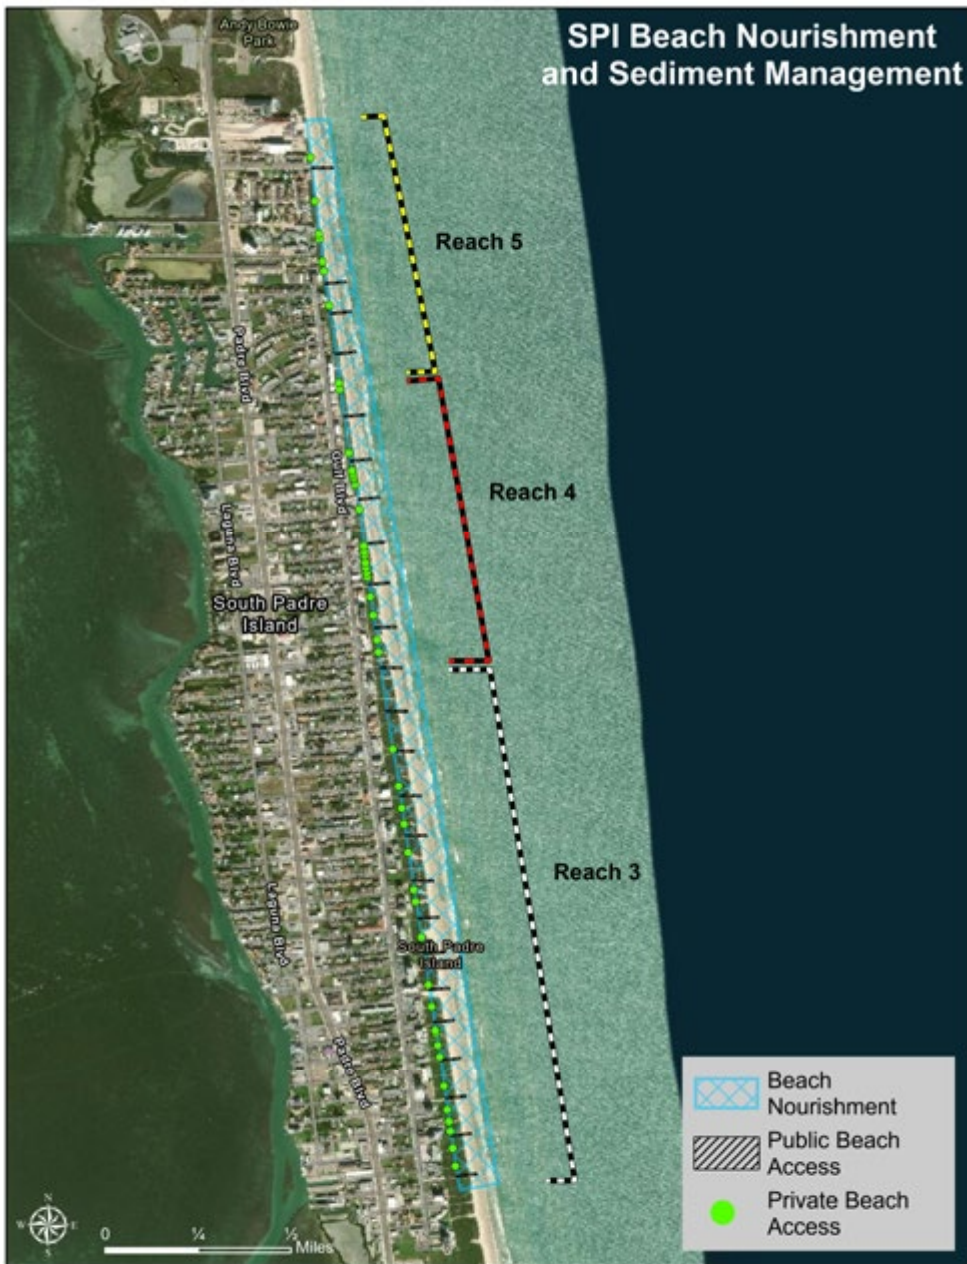 SPI Beach Nourishment
and Sediment Management
Andy Bowie
Park
Reach 5
Padre Blvd
Gulf Blvd
Reach 4
Laguna Blvd
South Padre
Island
Reach 3
Laguna Blvd
South Padre
Island
Padre Blvd
Beach
Nourishment
Public Beach
Access
Private Beach
Access
N
W
E
S
0
¼
½
Miles